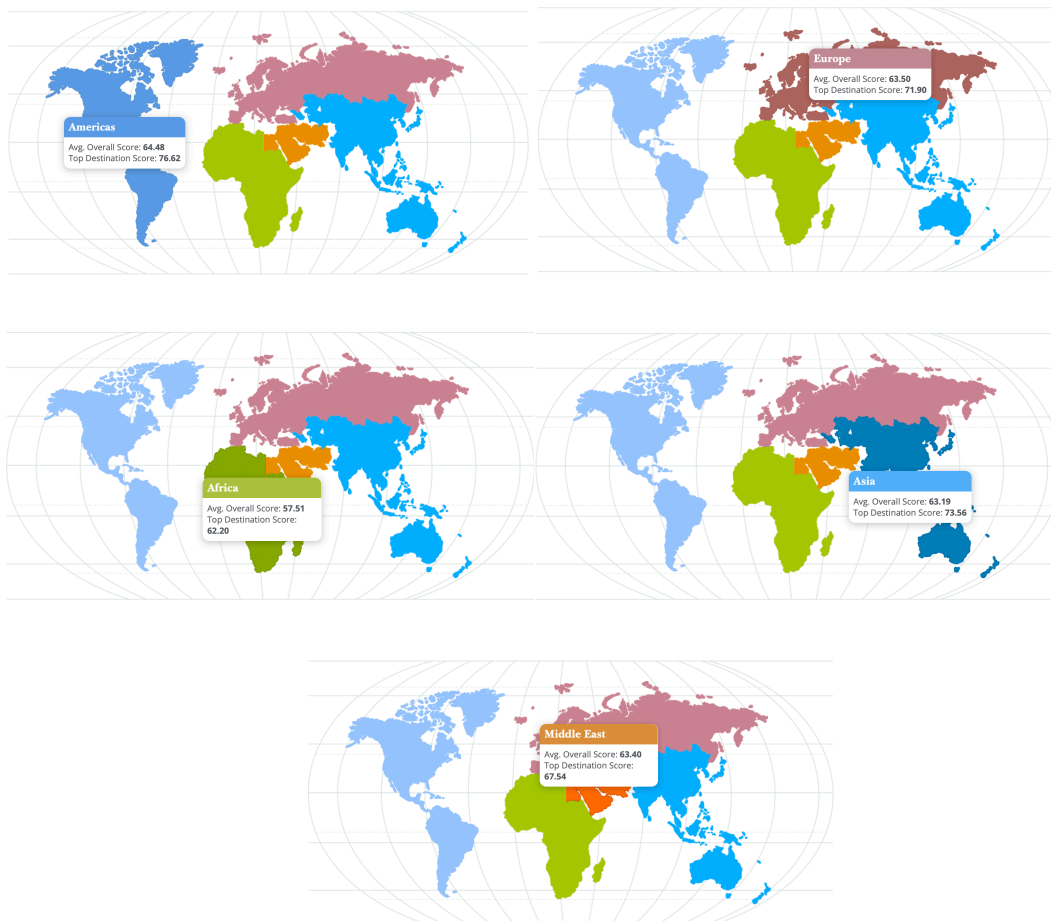 Americas
Avg. Overall Score: 64.48
Top Destination Score: 76.62
Europe
Avg. Overall Score: 63.50
Top Destination Score: 71.90
Africa
Avg. Overall Score: 57.51
Top Destination Score:
62.20
Asia
Avg. Overall Score: 63.19
Top Destination Score: 73.56
Middle East
Avg. Overall Score: 63.40
Top Destination Score:
67.54